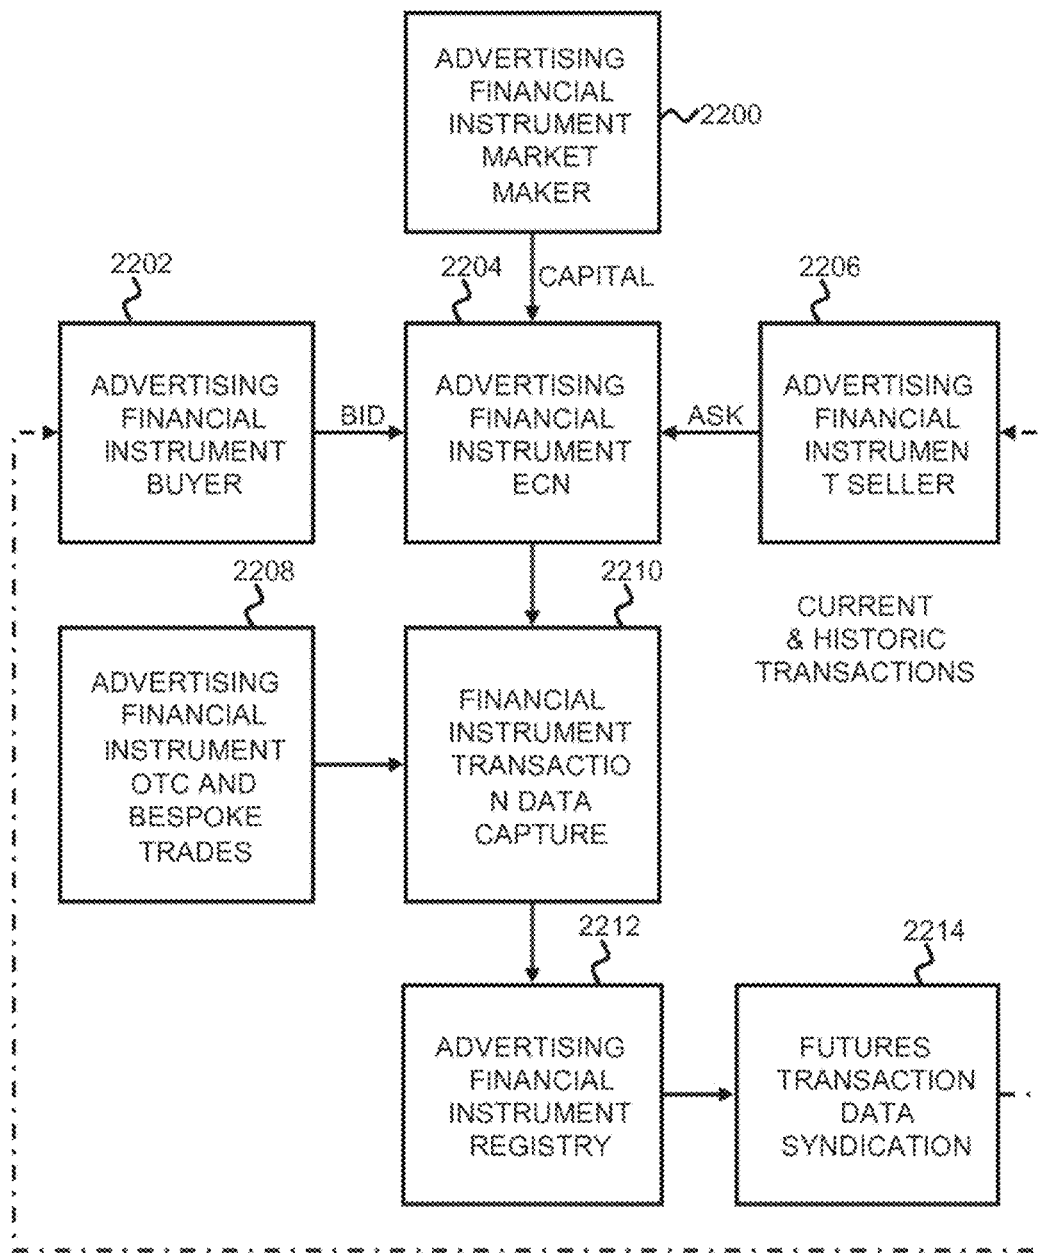 ADVERTISING
FINANCIAL
INSTRUMENT
MARKET
MAKER
2200
CAPITAL
2202
ADVERTISING
FINANCIAL
INSTRUMENT
BUYER
BID
2204
ADVERTISING
FINANCIAL
INSTRUMENT
ECN
ASK
2206
ADVERTISING
FINANCIAL
INSTRUMEN
T SELLER
2208
ADVERTISING
FINANCIAL
INSTRUMENT
OTC AND
BESPOKE
TRADES
2210
FINANCIAL
INSTRUMENT
TRANSACTIO
N DATA
CAPTURE
CURRENT
& HISTORIC
TRANSACTIONS
2212
ADVERTISING
FINANCIAL
INSTRUMENT
REGISTRY
2214
FUTURES
TRANSACTION
DATA
SYNDICATION